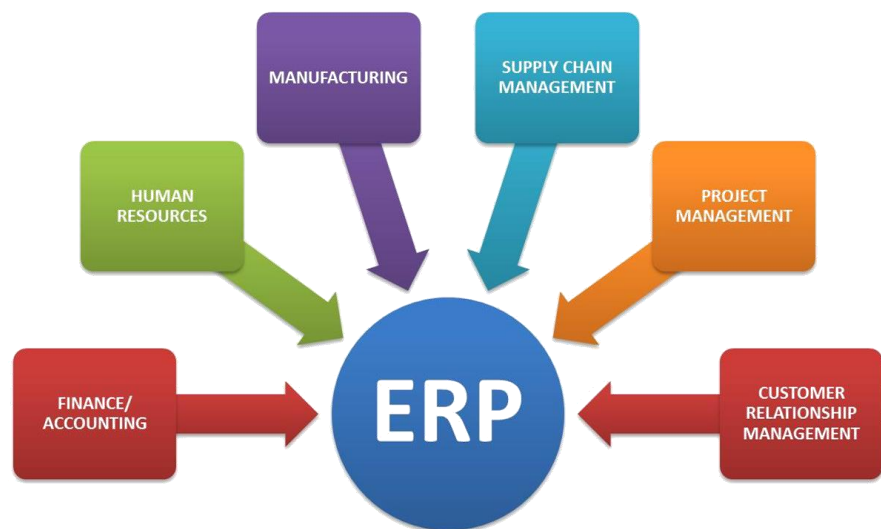 MANUFACTURING
SUPPLY CHAIN
MANAGEMENT
HUMAN
RESOURCES
PROJECT
MANAGEMENT
FINANCE/
ACCOUNTING
ERP
CUSTOMER
RELATIONSHIP
MANAGEMENT